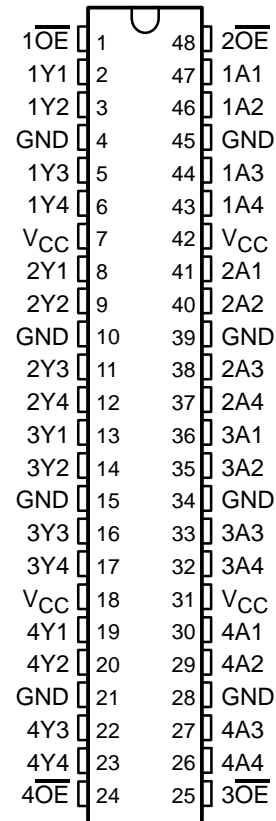 1O̅E̅ 1 48 2O̅E̅
1Y1 2 47 1A1
1Y2 3 46 1A2
GND 4 45 GND
1Y3 5 44 1A3
1Y4 6 43 1A4
VCC 7 42 VCC
2Y1 8 41 2A1
2Y2 9 40 2A2
GND 10 39 GND
2Y3 11 38 2A3
2Y4 12 37 2A4
3Y1 13 36 3A1
3Y2 14 35 3A2
GND 15 34 GND
3Y3 16 33 3A3
3Y4 17 32 3A4
VCC 18 31 VCC
4Y1 19 30 4A1
4Y2 20 29 4A2
GND 21 28 GND
4Y3 22 27 4A3
4Y4 23 26 4A4
4O̅E̅ 24 25 3O̅E̅